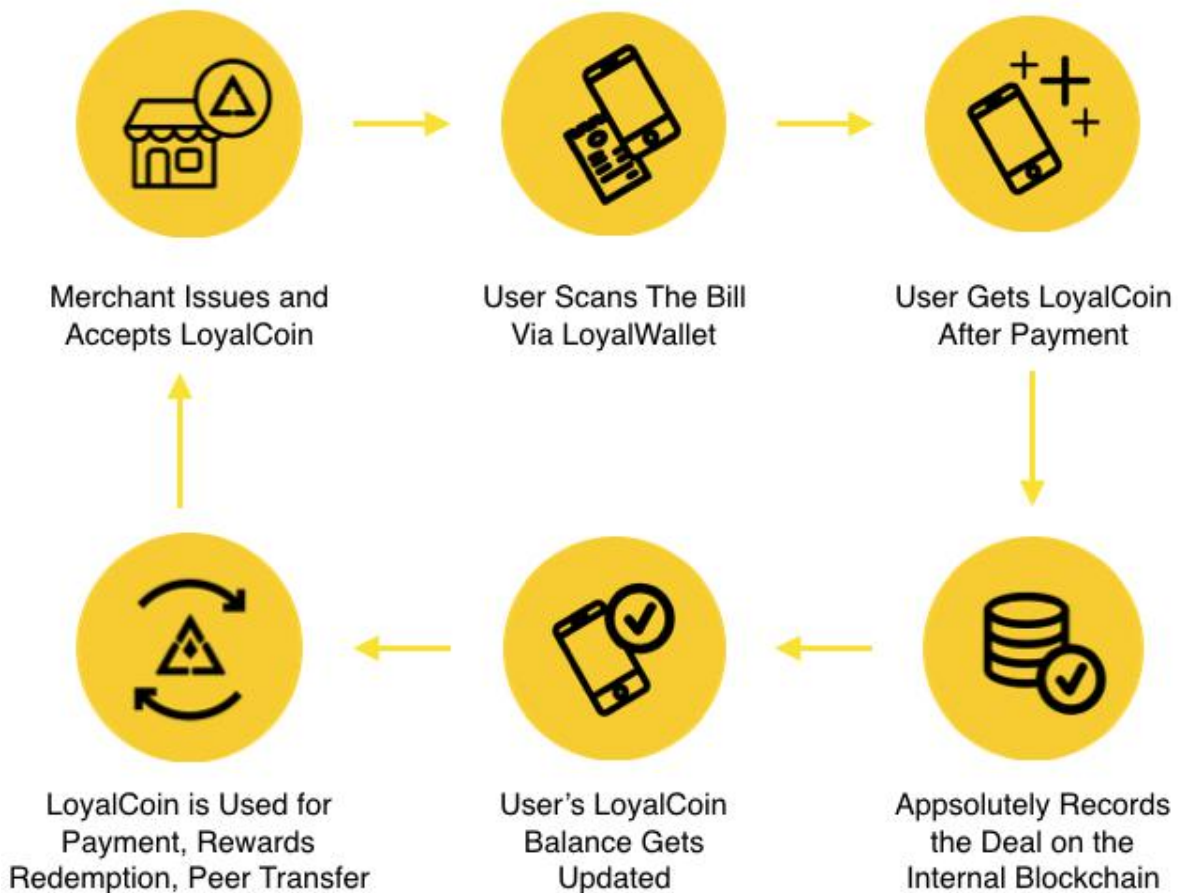 Merchant Issues and
Accepts LoyalCoin
User Scans The Bill
Via LoyalWallet
User Gets LoyalCoin
After Payment
LoyalCoin is Used for
Payment, Rewards
Redemption, Peer Transfer
User's LoyalCoin
Balance Gets
Updated
Appsolutely Records
the Deal on the
Internal Blockchain